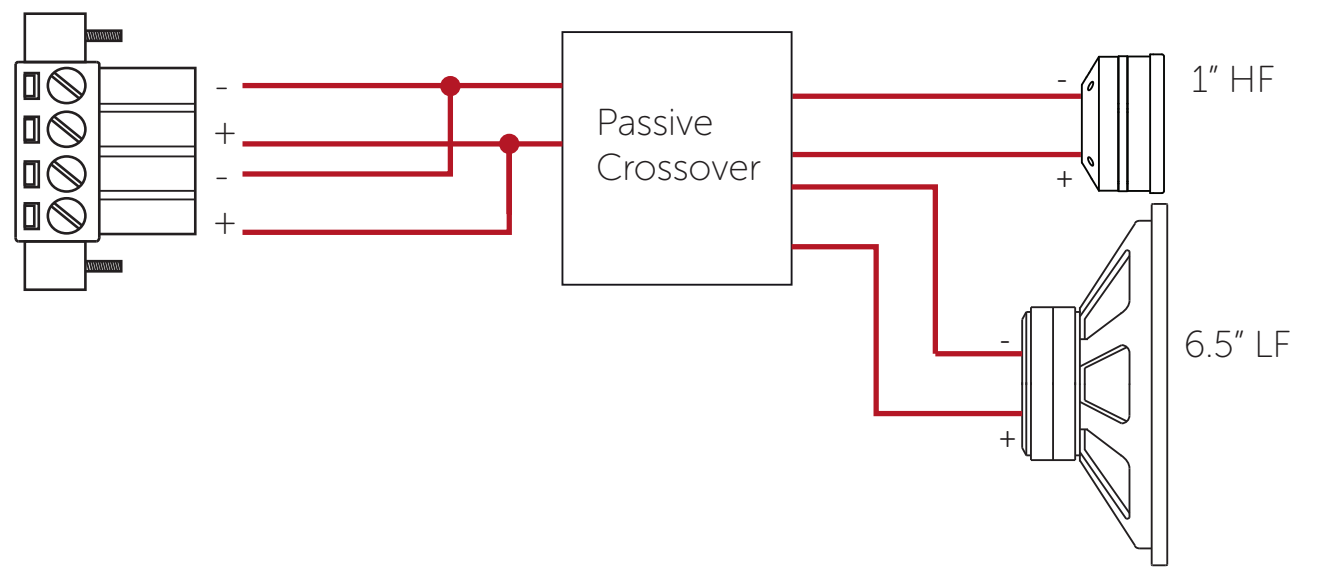 -
+
-
+
Passive
Crossover
-
+
1” HF
-
+
6.5” LF